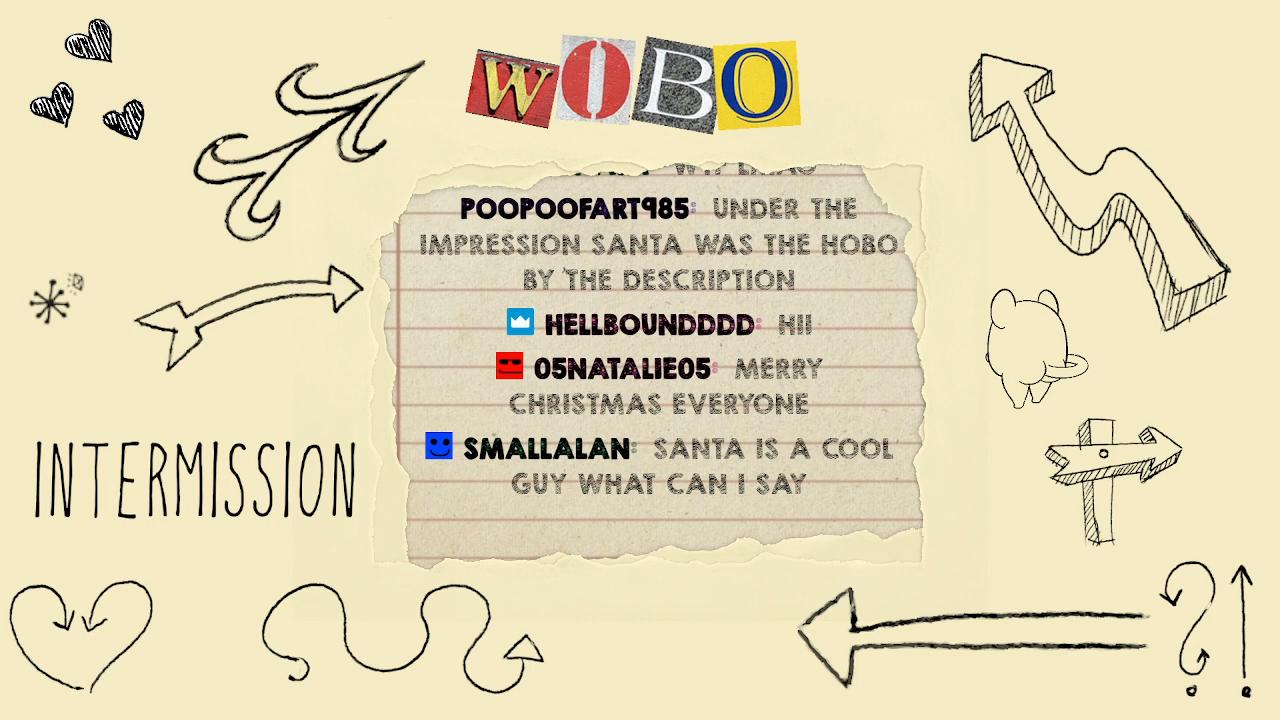 WOBO
POOPOOFART985: UNDER THE
IMPRESSION SANTA WAS THE HOBO
BY THE DESCRIPTION
HELLBOUNDDDD: HII
05NATALIE05: MERRY
CHRISTMAS EVERYONE
SMALLALAN: SANTA IS A COOL
GUY WHAT CAN I SAY
INTERMISSION
?!